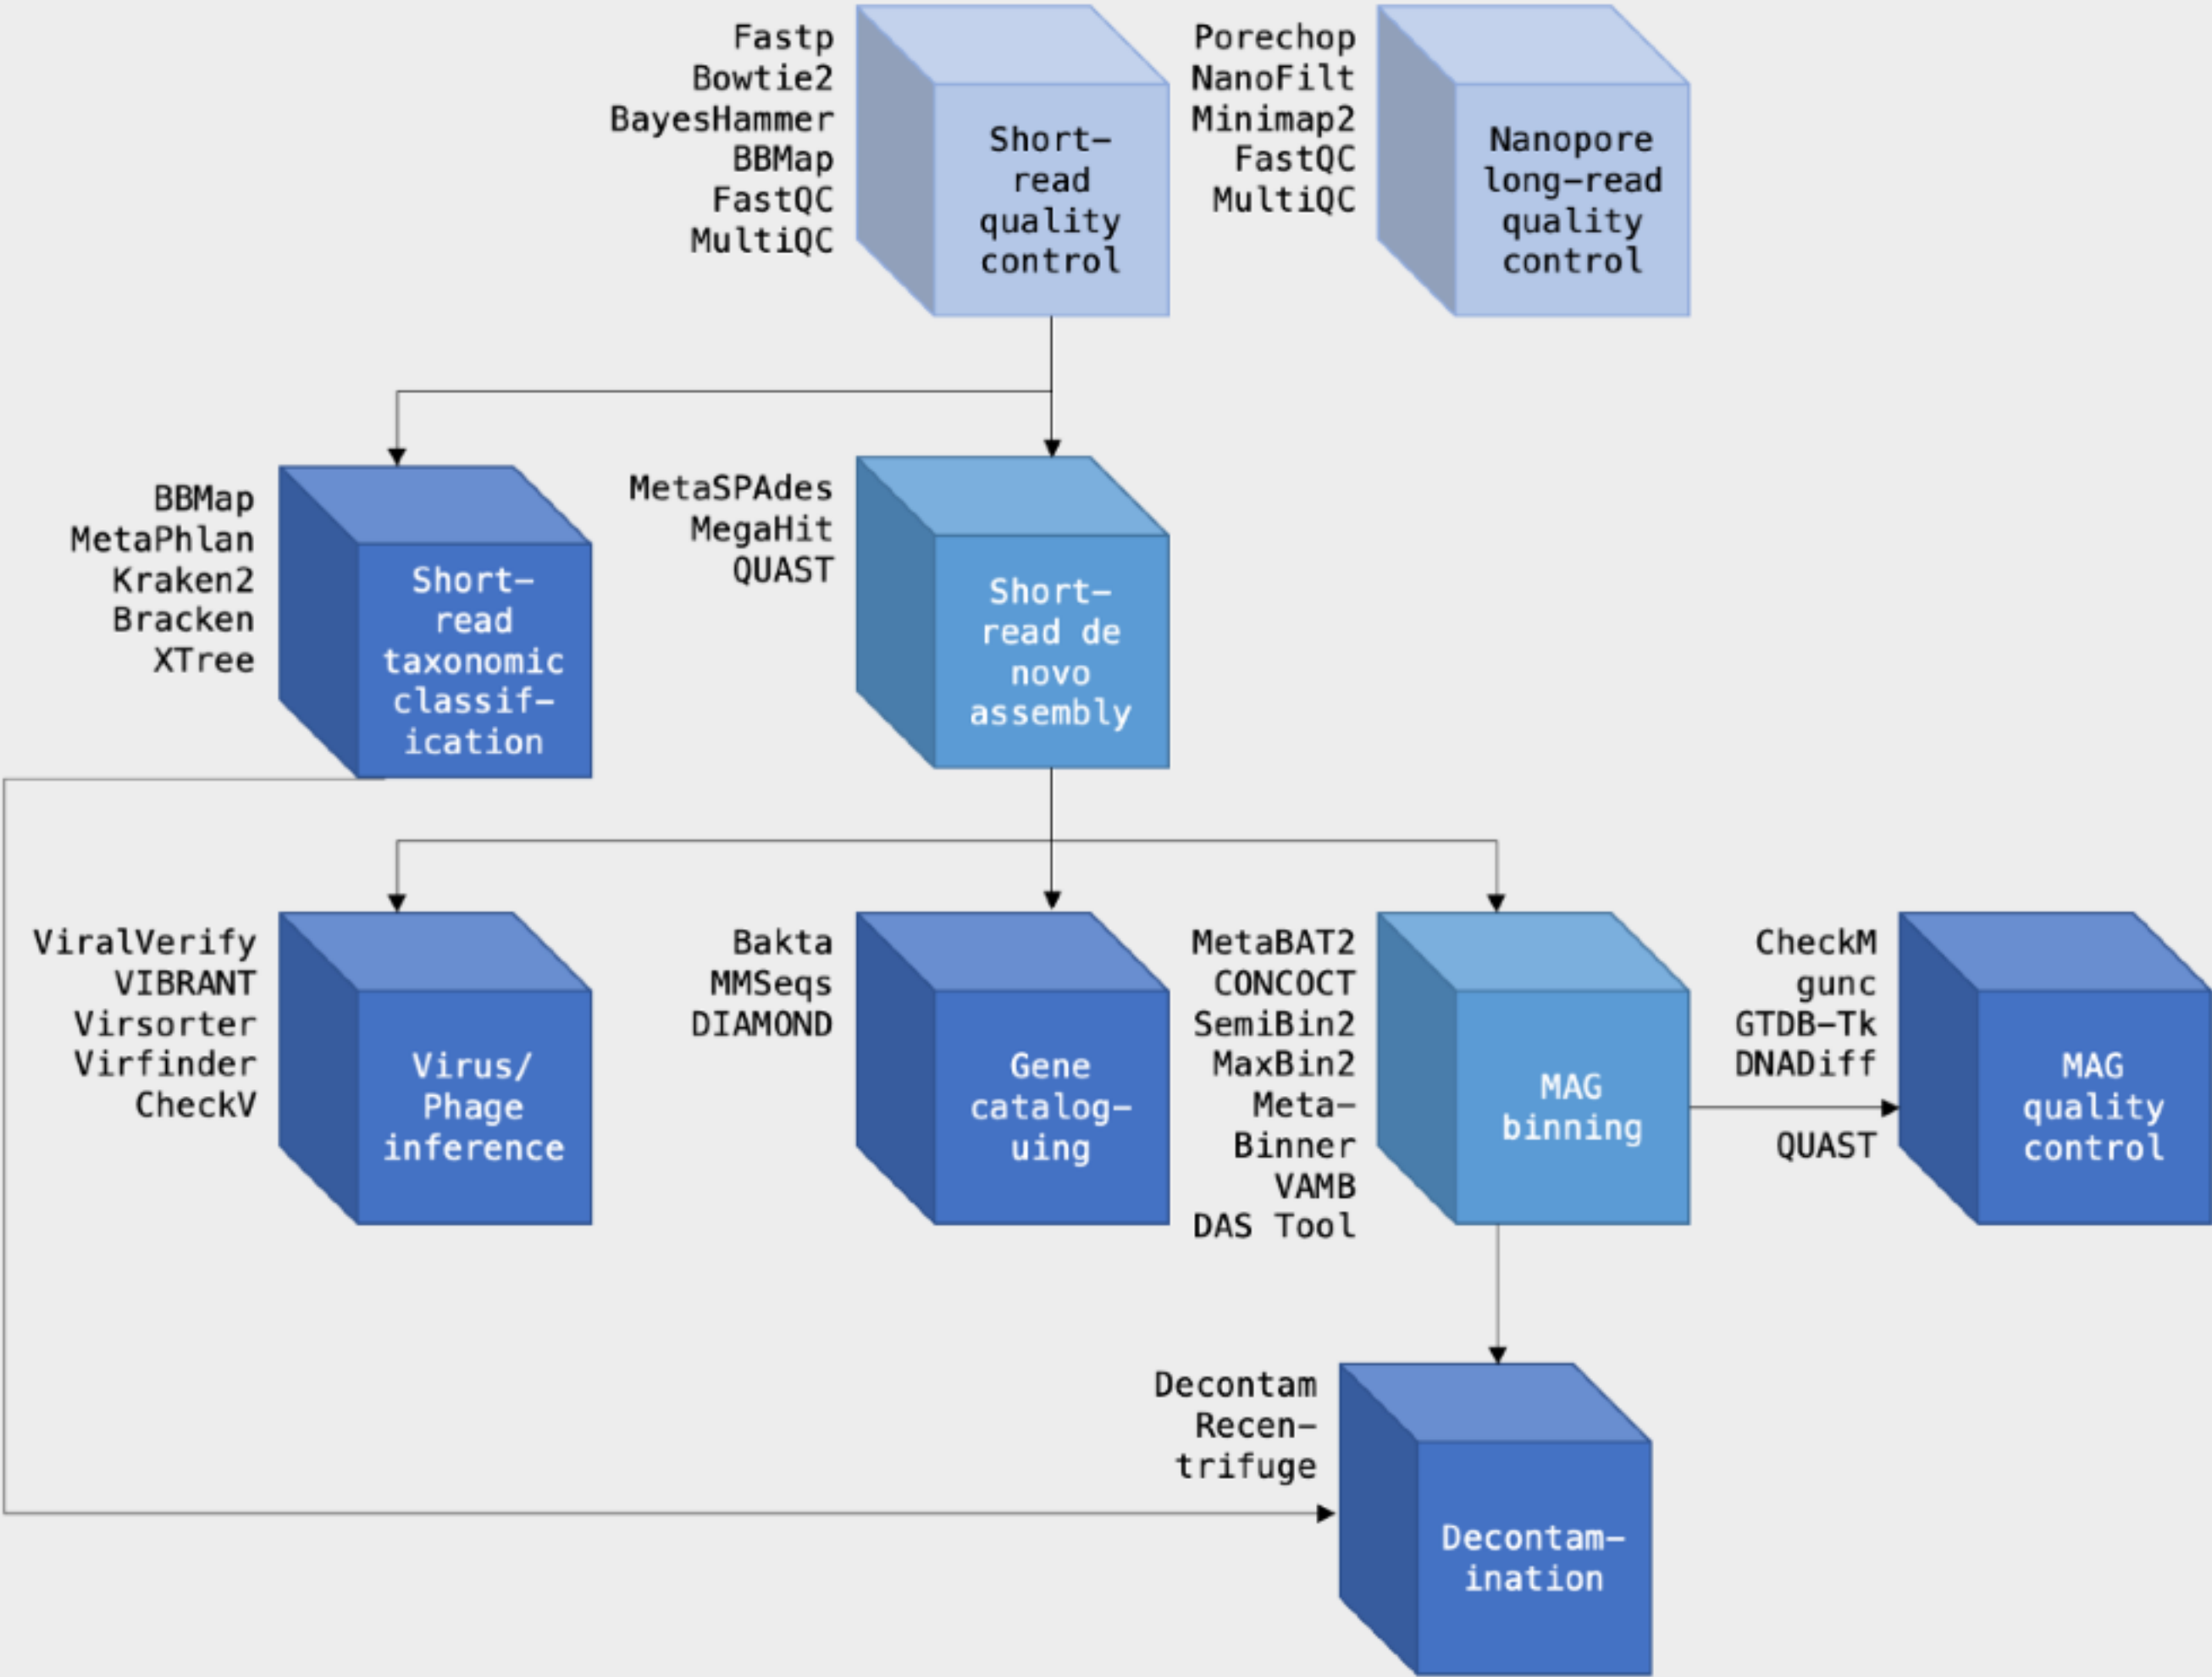 Fastp
Bowtie2
BayesHammer
BBMap
FastQC
MultiQC
Short-
read
quality
control
Porechop
NanoFilt
Minimap2
FastQC
MultiQC
Nanopore
long-read
quality
control
BBMap
MetaPhlan
Kraken2
Bracken
XTree
Short-
read
taxonomic
classif-
ication
MetaSPAdes
MegaHit
QUAST
Short-
read de
novo
assembly
ViralVerify
VIBRANT
Virsorter
Virfinder
CheckV
Virus/
Phage
inference
Bakta
MMSeqs
DIAMOND
Gene
catalog-
uing
MetaBAT2
CONCOCT
SemiBin2
MaxBin2
Meta-
Binner
VAMB
DAS Tool
MAG
binning
CheckM
gunc
GTDB-Tk
DNADiff
QUAST
MAG
quality
control
Decontam
Recen-
trifuge
Decontam-
ination